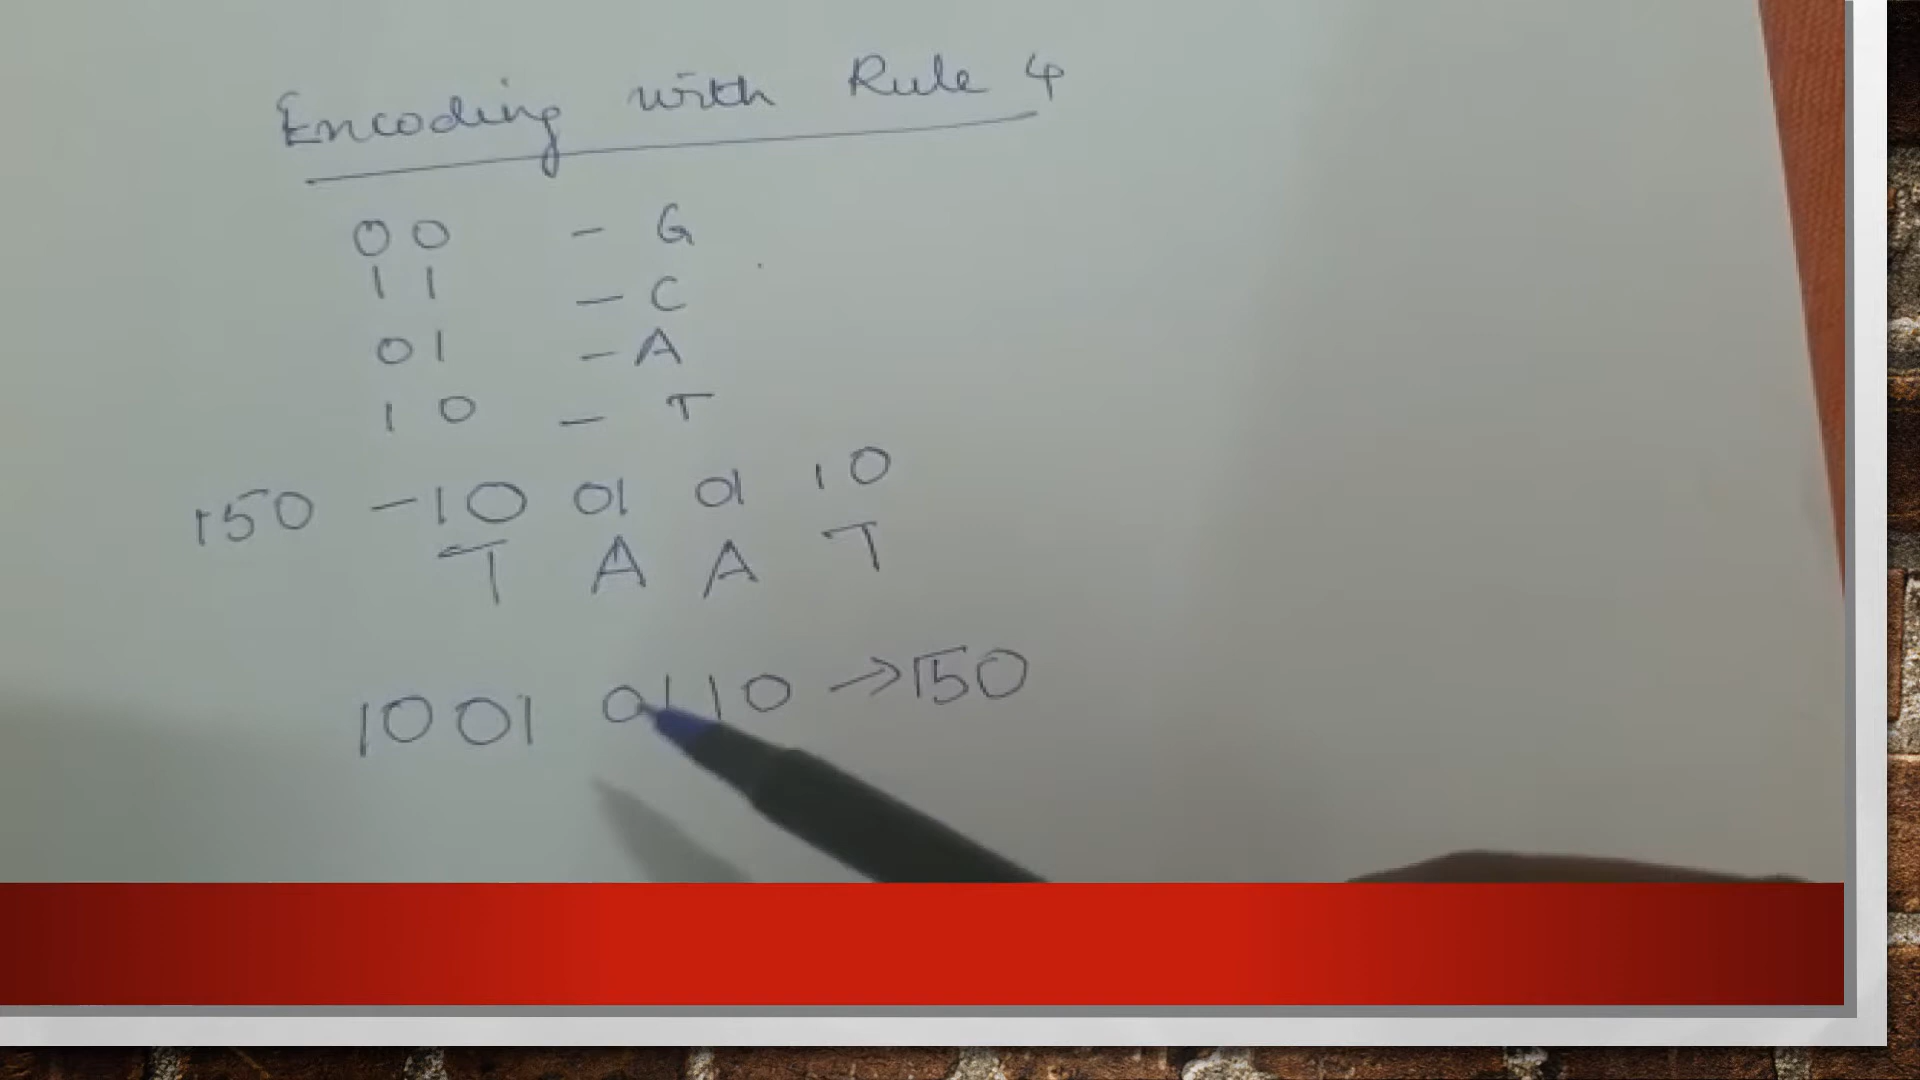 Encoding with Rule 4
00 - G
11 - C
01 - A
10 - T
150 - 10 01 01 10
T A A T
1001 0110 → 150